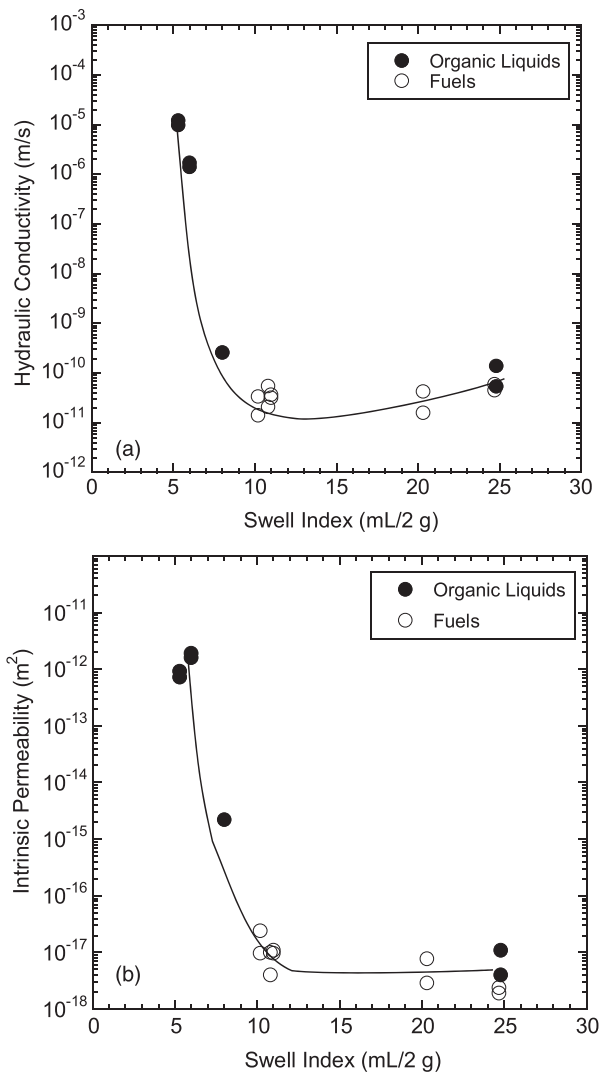 10⁻³
Organic Liquids
Fuels
10⁻⁴
10⁻⁵
10⁻⁶
10⁻⁷
10⁻⁸
10⁻⁹
10⁻¹⁰
10⁻¹¹
10⁻¹²
Hydraulic Conductivity (m/s)
(a)
0 5 10 15 20 25 30
Swell Index (mL/2 g)
Organic Liquids
Fuels
10⁻¹¹
10⁻¹²
10⁻¹³
10⁻¹⁴
10⁻¹⁵
10⁻¹⁶
10⁻¹⁷
10⁻¹⁸
Intrinsic Permeability (m²)
(b)
0 5 10 15 20 25 30
Swell Index (mL/2 g)